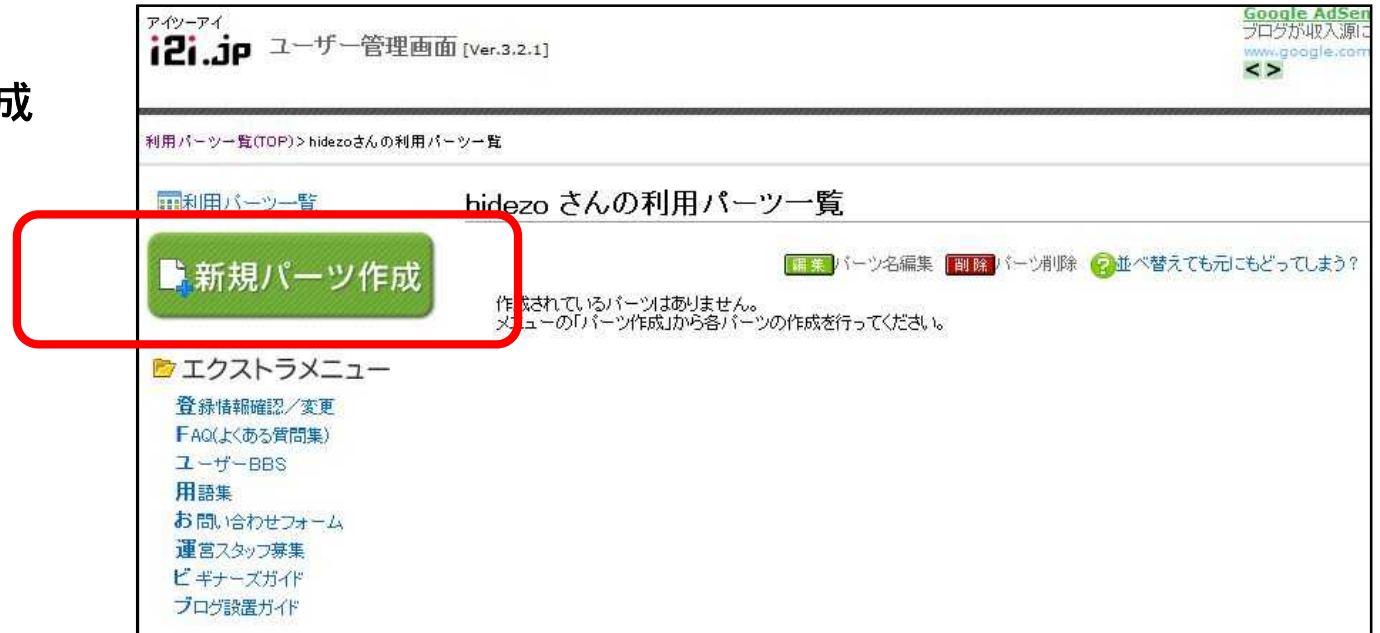 アイツーアイ
i2i.jp ユーザー管理画面 [Ver.3.2.1]
Google AdSen
ブログが収入源に
www.google.com
< >
成
利用パーツ一覧(TOP)>hidezoさんの利用パーツ一覧
利用パーツ一覧
hidezo さんの利用パーツ一覧
新規パーツ作成
編集 パーツ名編集 削除 パーツ削除 ?並べ替えても元にもどってしまう?
作成されているパーツはありません。
メニューの「パーツ作成」から各パーツの作成を行ってください。
エクストラメニュー
登録情報確認／変更
FAQ(よくある質問集)
ユーザーBBS
用語集
お問い合わせフォーム
運営スタッフ募集
ビギナーズガイド
ブログ設置ガイド